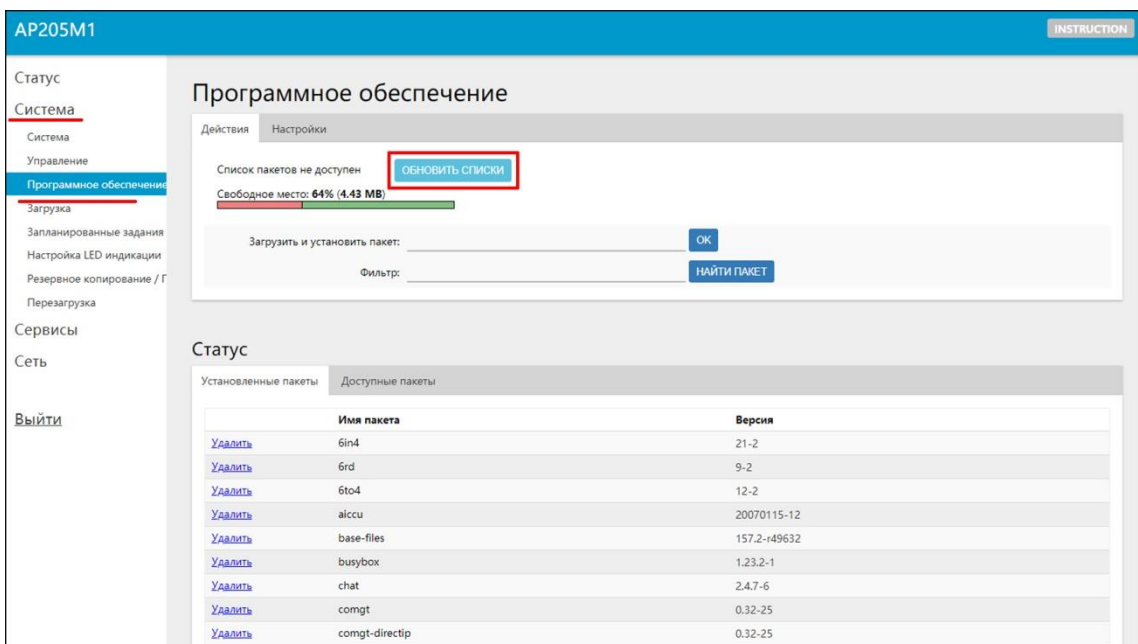 AP205M1
INSTRUCTION
Статус
Система
Система
Управление
Программное обеспечение
Загрузка
Запланированные задания
Настройка LED индикации
Резервное копирование / П
Перезагрузка
Сервисы
Сеть
Выйти
Программное обеспечение
Действия Настройки
Список пакетов не доступен ОБНОВИТЬ СПИСКИ
Свободное место: 64% (4.43 MB)
Загрузить и установить пакет: OK
Фильтр: НАЙТИ ПАКЕТ
Статус
Установленные пакеты Доступные пакеты
Имя пакета Версия
Удалить 6in4 21-2
Удалить 6rd 9-2
Удалить 6to4 12-2
Удалить aiccu 20070115-12
Удалить base-files 157.2-r49632
Удалить busybox 1.23.2-1
Удалить chat 2.4.7-6
Удалить comgt 0.32-25
Удалить comgt-directip 0.32-25